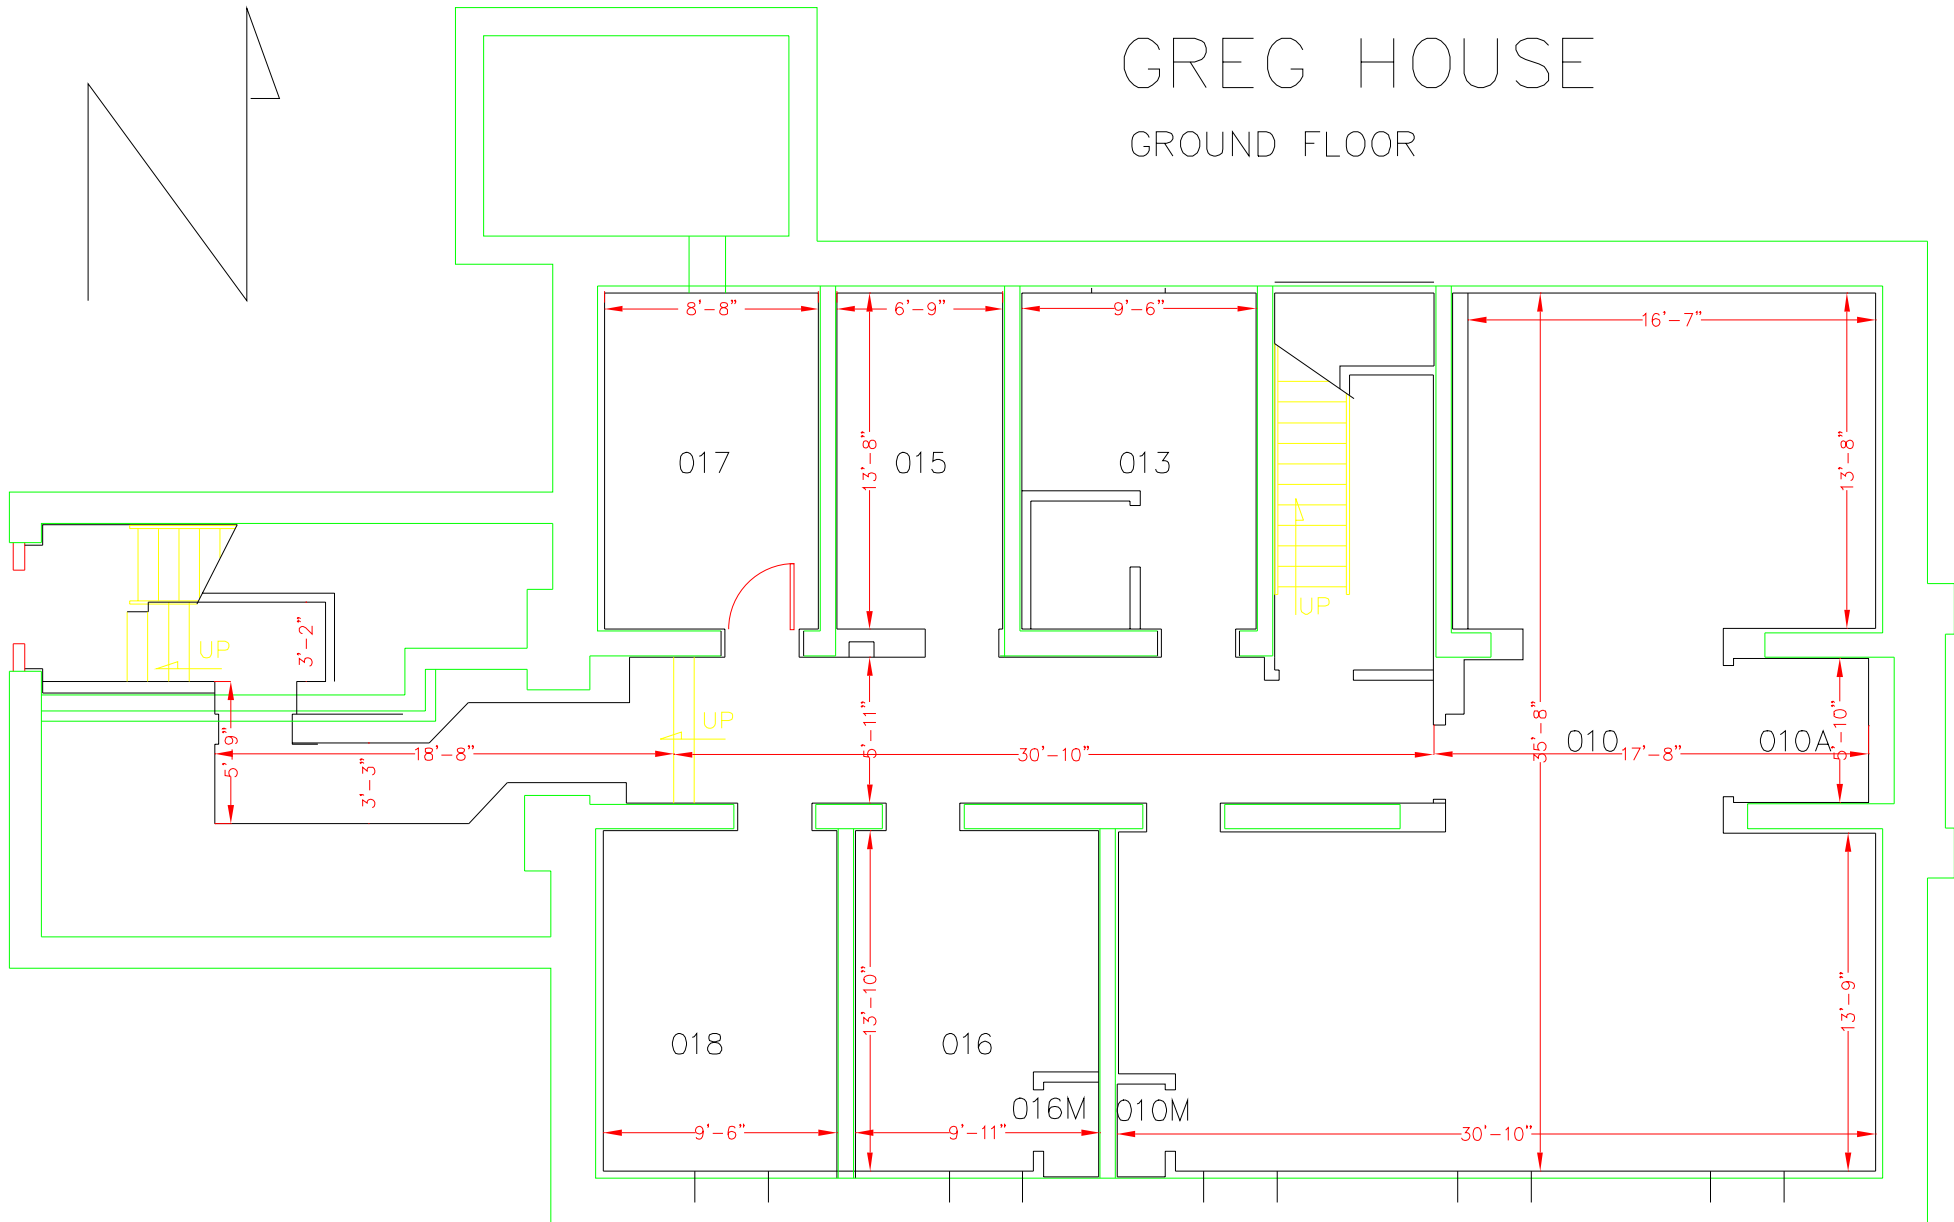 N
GREG HOUSE
GROUND FLOOR
8'-8"
6'-9"
9'-6"
16'-7"
017
015
013
13'-8"
13'-8"
UP
UP
3'-2"
UP
5'-9"
18'-8"
3'-3"
5'-11"
30'-10"
35'-8"
010
17'-8"
010A
5'-10"
13'-10"
13'-9"
018
016
016M
010M
9'-6"
9'-11"
30'-10"